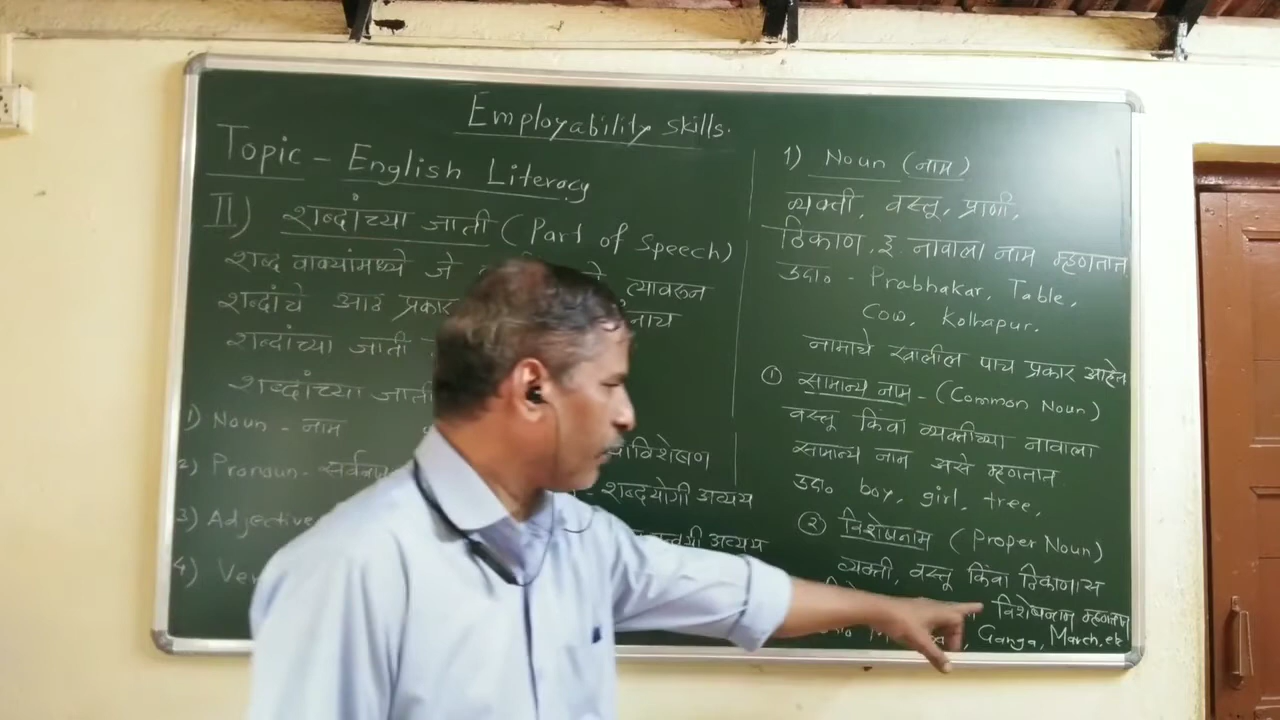 Employability Skills.
Topic - English Literacy
II) शब्दांच्या जाती (Part of Speech)
शब्द वाक्यांमध्ये जे त्यावरून
शब्दांचे आठ प्रकार
शब्दांच्या जाती
शब्दांच्या जाती
1) Noun - नाम
2) Pronoun - सर्वनाम
3) Adjective
4)
- शब्दयोगी अव्यय
अव्यय
1) Noun (नाम)
व्यक्ती, वस्तू, प्राणी,
ठिकाण, इ. नावाला नाम म्हणतात.
उदा० - Prabhakar, Table,
Cow, Kolhapur.
नामाचे खालील पाच प्रकार आहेत
① सामान्य नाम - (Common Noun)
वस्तू किंवा व्यक्तीच्या नावाला
सामान्य नाम असे म्हणतात
उदा० boy, girl, tree,
② विशेषनाम (Proper Noun)
व्यक्ती, वस्तू किंवा ठिकाणास
विशेषनाम म्हणतात
Ganga, March, etc